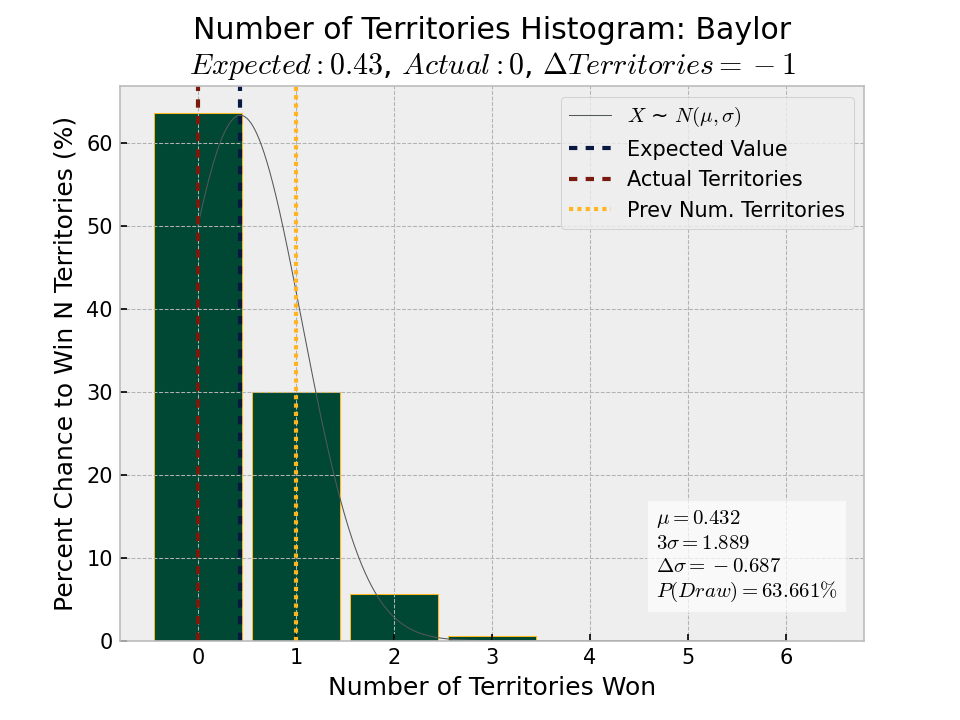 Number of Territories Histogram: Baylor
Expected : 0.43, Actual : 0, ΔTerritories = −1
Percent Chance to Win N Territories (%)
60
50
40
30
20
10
0
X ~ N(μ, σ)
Expected Value
Actual Territories
Prev Num. Territories
μ = 0.432
3σ = 1.889
Δσ = −0.687
P(Draw) = 63.661%
0 1 2 3 4 5 6
Number of Territories Won